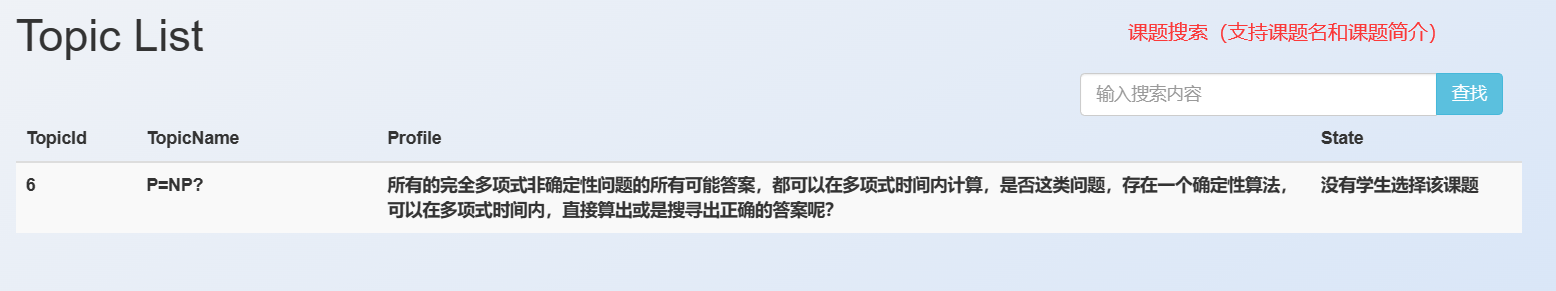 Topic List
课题搜索（支持课题名和课题简介）
输入搜索内容 查找
TopicId TopicName Profile State
6 P=NP? 所有的完全多项式非确定性问题的所有可能答案，都可以在多项式时间内计算，是否这类问题，存在一个确定性算法， 没有学生选择该课题
可以在多项式时间内，直接算出或是搜寻出正确的答案呢？